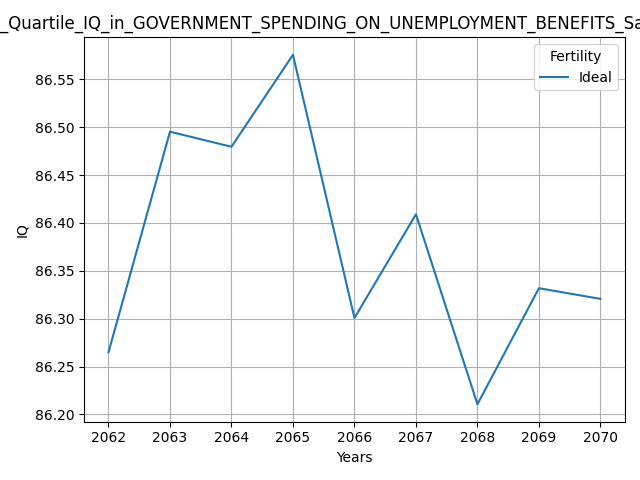 _Quartile_IQ_in_GOVERNMENT_SPENDING_ON_UNEMPLOYMENT_BENEFITS_Sa
Fertility
Ideal
86.55
86.50
86.45
86.40
86.35
86.30
86.25
86.20
IQ
2062 2063 2064 2065 2066 2067 2068 2069 2070
Years